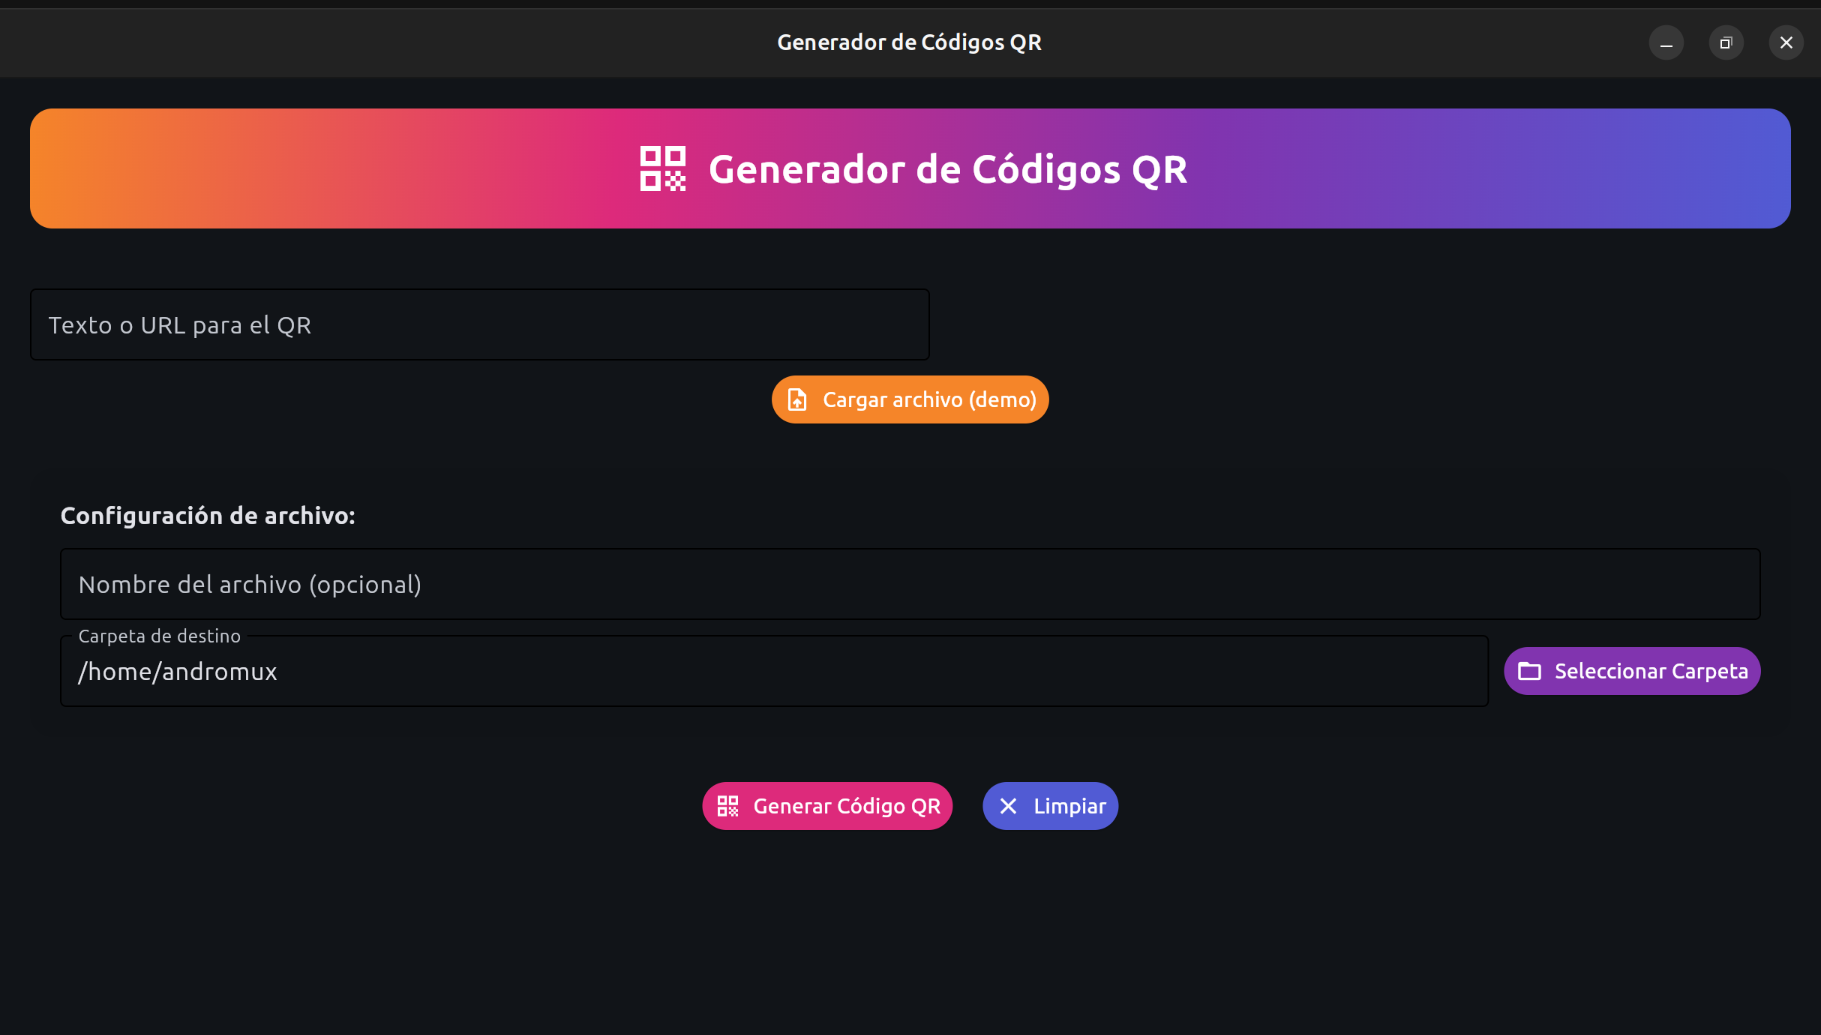 Generador de Códigos QR
Generador de Códigos QR
Texto o URL para el QR
Cargar archivo (demo)
Configuración de archivo:
Nombre del archivo (opcional)
Carpeta de destino
/home/andromux
Seleccionar Carpeta
Generar Código QR
Limpiar